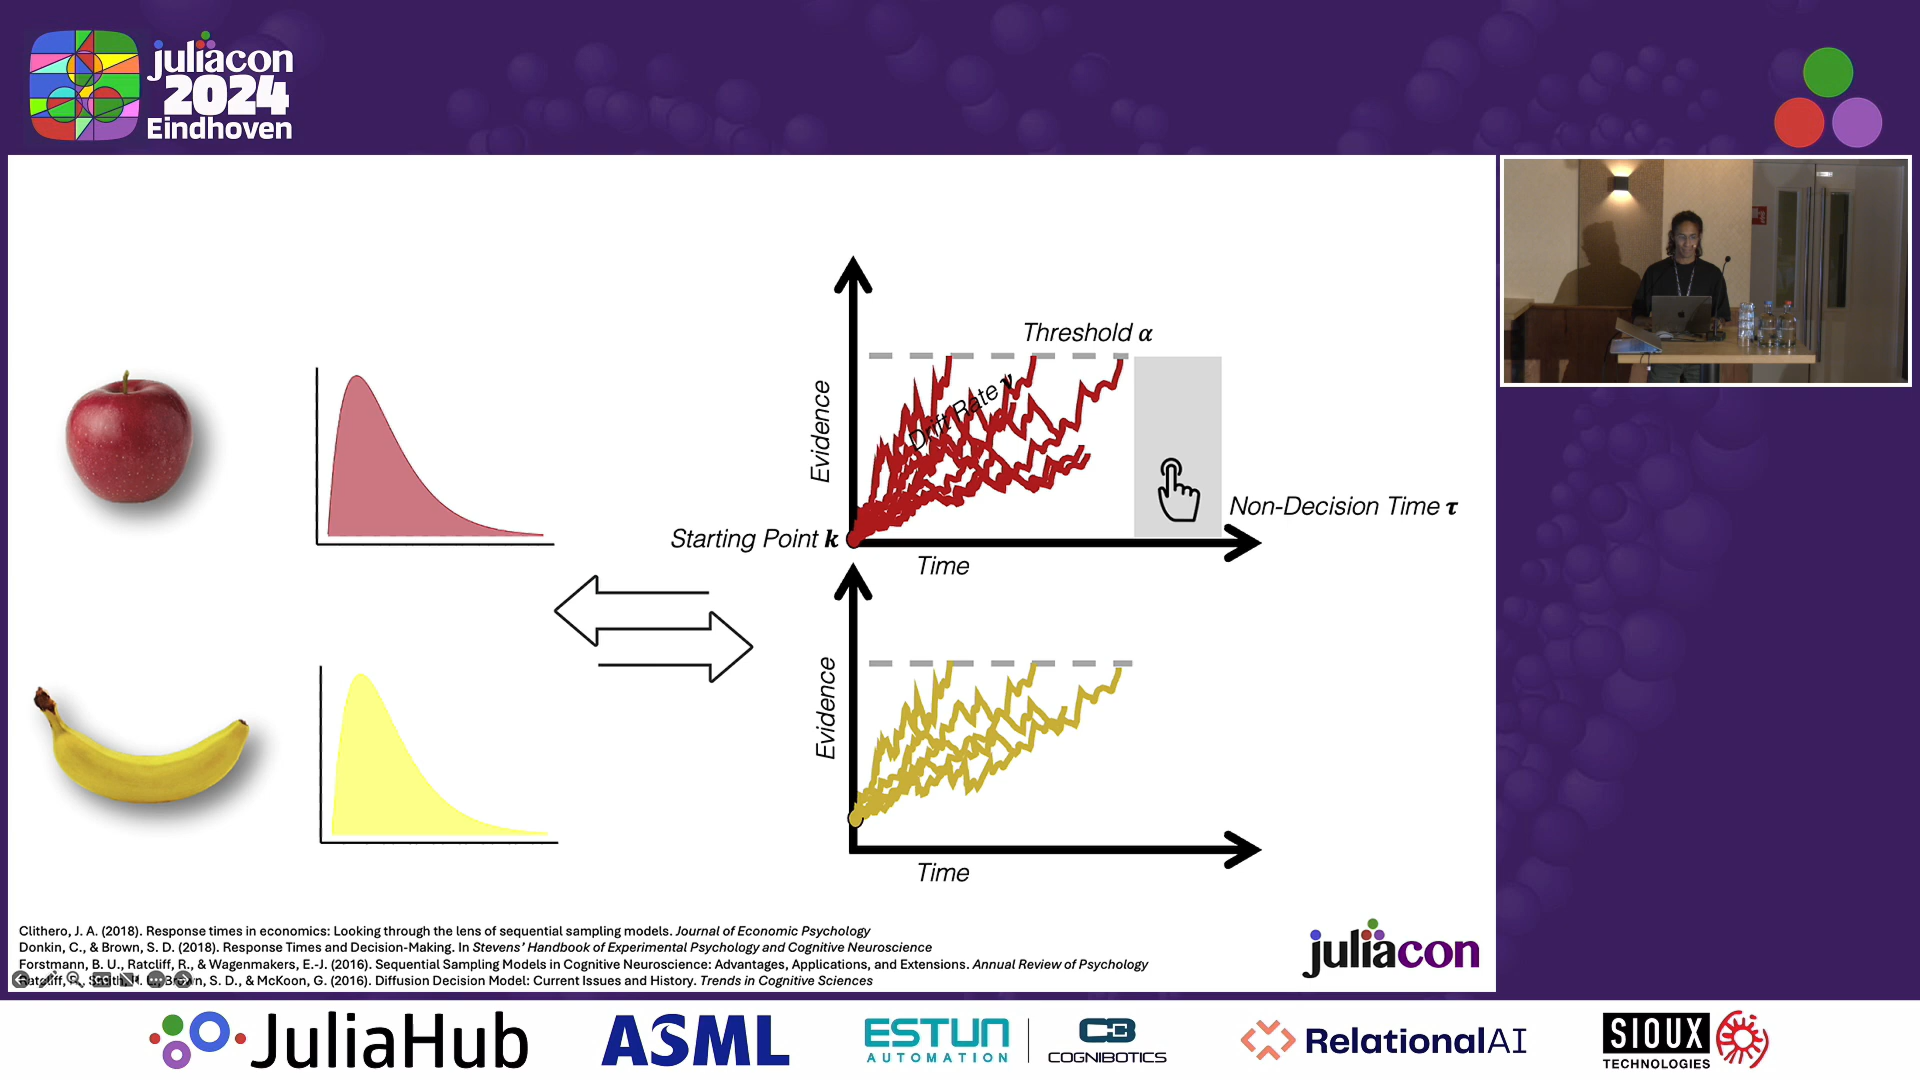 juliacon
2024
Eindhoven
Threshold α
Evidence
Drift Rate ν
Non-Decision Time τ
Starting Point k
Time
Evidence
Time
Clithero, J. A. (2018). Response times in economics: Looking through the lens of sequential sampling models. Journal of Economic Psychology
Donkin, C., & Brown, S. D. (2018). Response Times and Decision-Making. In Stevens’ Handbook of Experimental Psychology and Cognitive Neuroscience
Forstmann, B. U., Ratcliff, R., & Wagenmakers, E.-J. (2016). Sequential Sampling Models in Cognitive Neuroscience: Advantages, Applications, and Extensions. Annual Review of Psychology
Ratcliff, R., Smith, Brown, S. D., & McKoon, G. (2016). Diffusion Decision Model: Current Issues and History. Trends in Cognitive Sciences
juliacon
JuliaHub
ASML
ESTUN
AUTOMATION
COGNIBOTICS
RelationalAI
SIOUX
TECHNOLOGIES